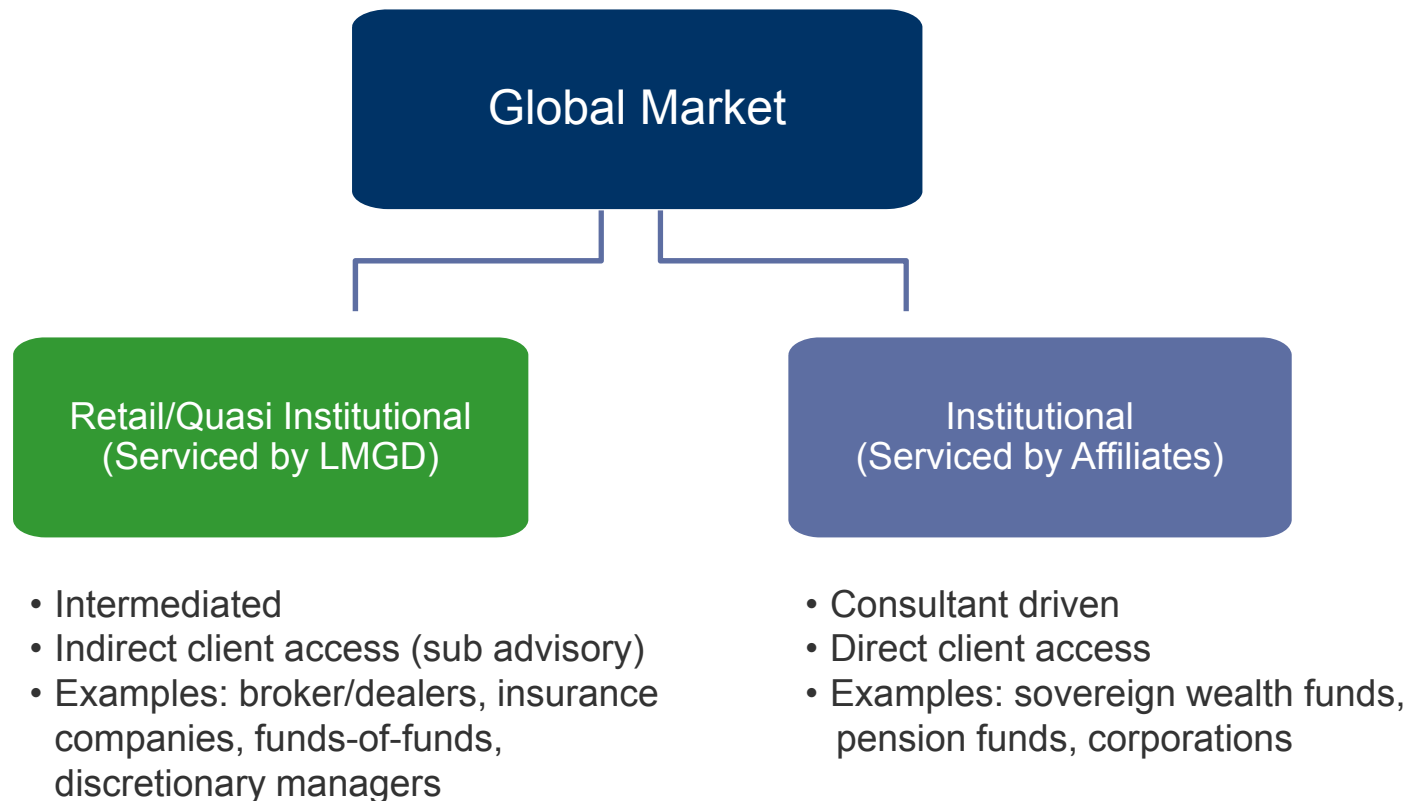 Global Market
Retail/Quasi Institutional
(Serviced by LMGD)
Institutional
(Serviced by Affiliates)
• Intermediated
• Indirect client access (sub advisory)
• Examples: broker/dealers, insurance
companies, funds-of-funds,
discretionary managers
• Consultant driven
• Direct client access
• Examples: sovereign wealth funds,
pension funds, corporations